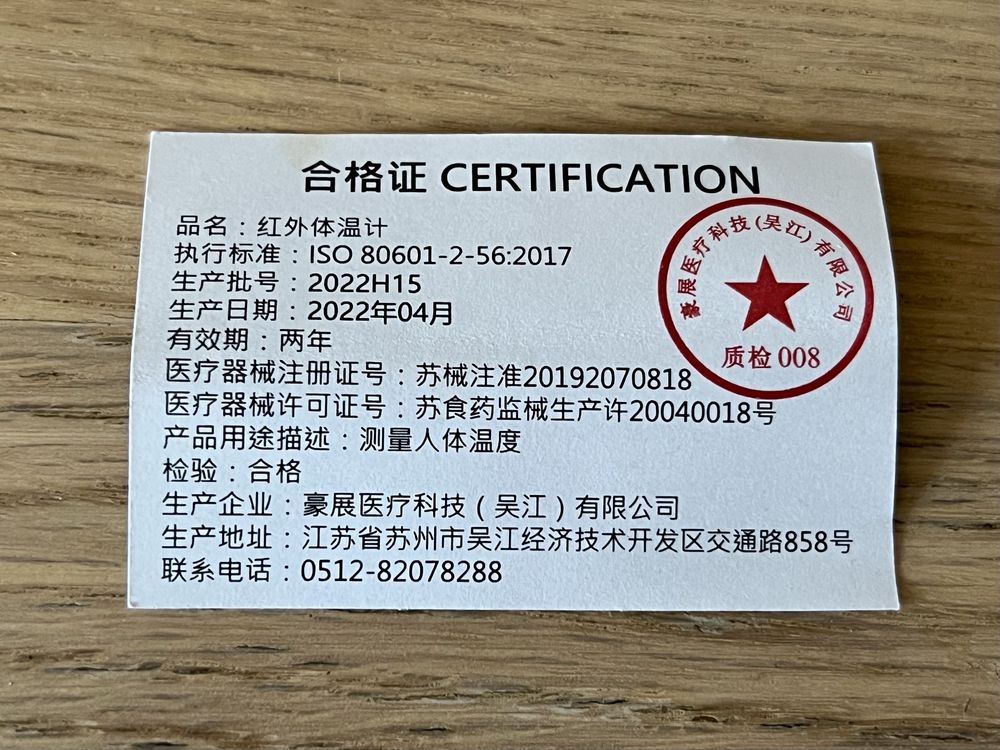 合格证 CERTIFICATION
品名：红外体温计
执行标准：ISO 80601-2-56:2017
生产批号：2022H15
生产日期：2022年04月
有效期：两年
医疗器械注册证号：苏械注准20192070818
医疗器械许可证号：苏食药监械生产许20040018号
产品用途描述：测量人体温度
检验：合格
生产企业：豪展医疗科技（吴江）有限公司
生产地址：江苏省苏州市吴江经济技术开发区交通路858号
联系电话：0512-82078288
豪展医疗科技(吴江)有限公司
质检 008